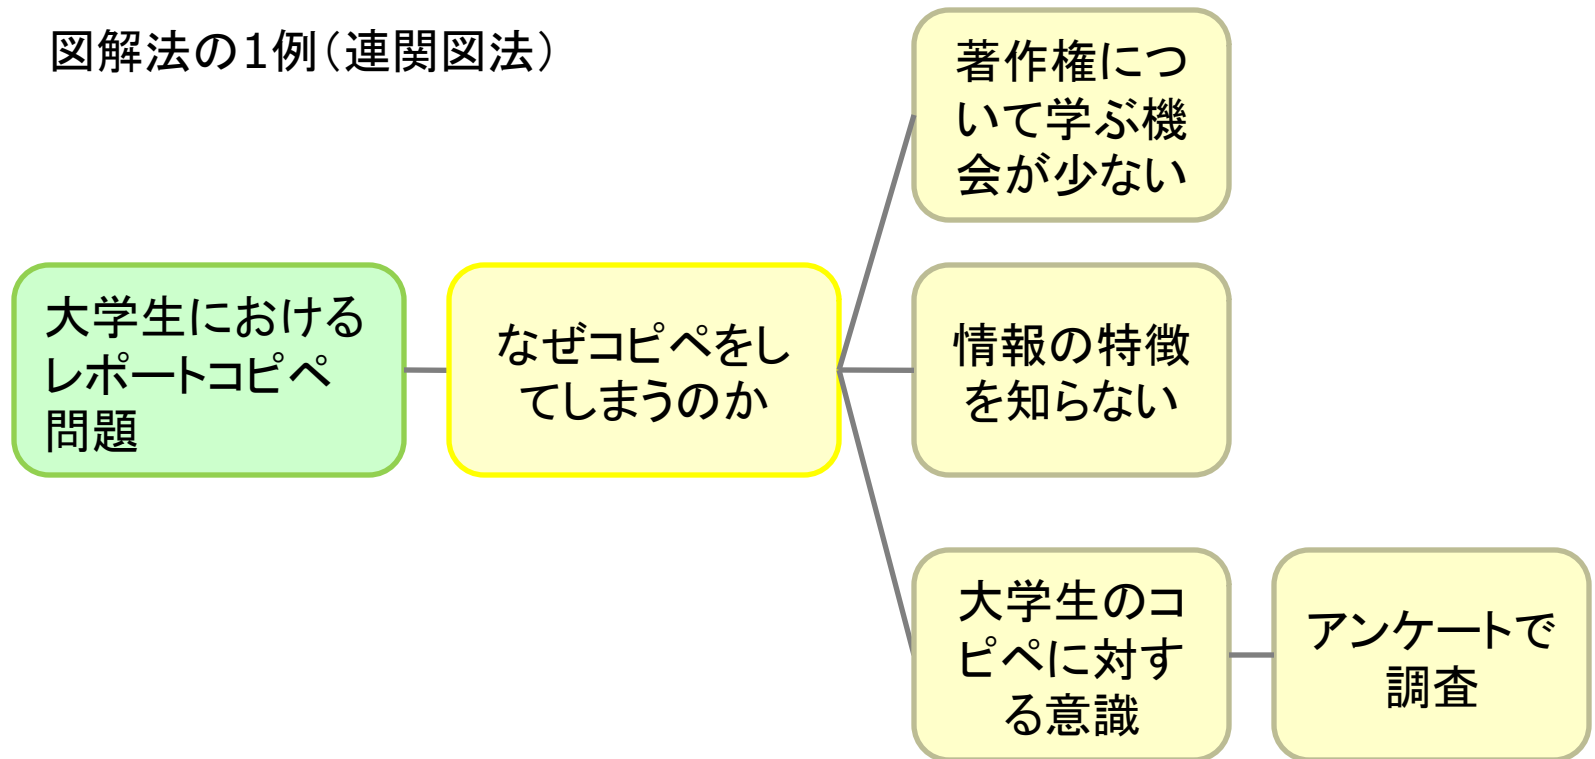 図解法の1例(連関図法)
著作権につ
いて学ぶ機
会が少ない
大学生における
レポートコピペ
問題
なぜコピペをし
てしまうのか
情報の特徴
を知らない
大学生のコ
ピペに対す
る意識
アンケートで
調査